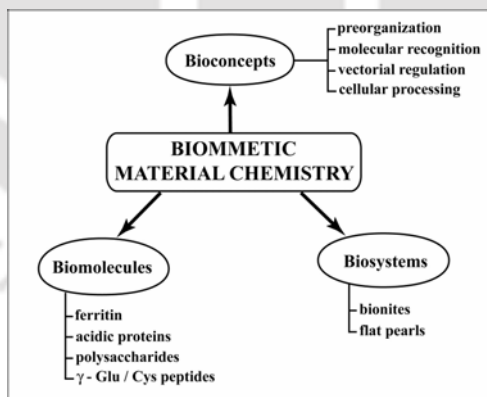 Bioconcepts
preorganization
molecular recognition
vectorial regulation
cellular processing
BIOMMETIC
MATERIAL CHEMISTRY
Biomolecules
ferritin
acidic proteins
polysaccharides
γ - Glu / Cys peptides
Biosystems
bionites
flat pearls